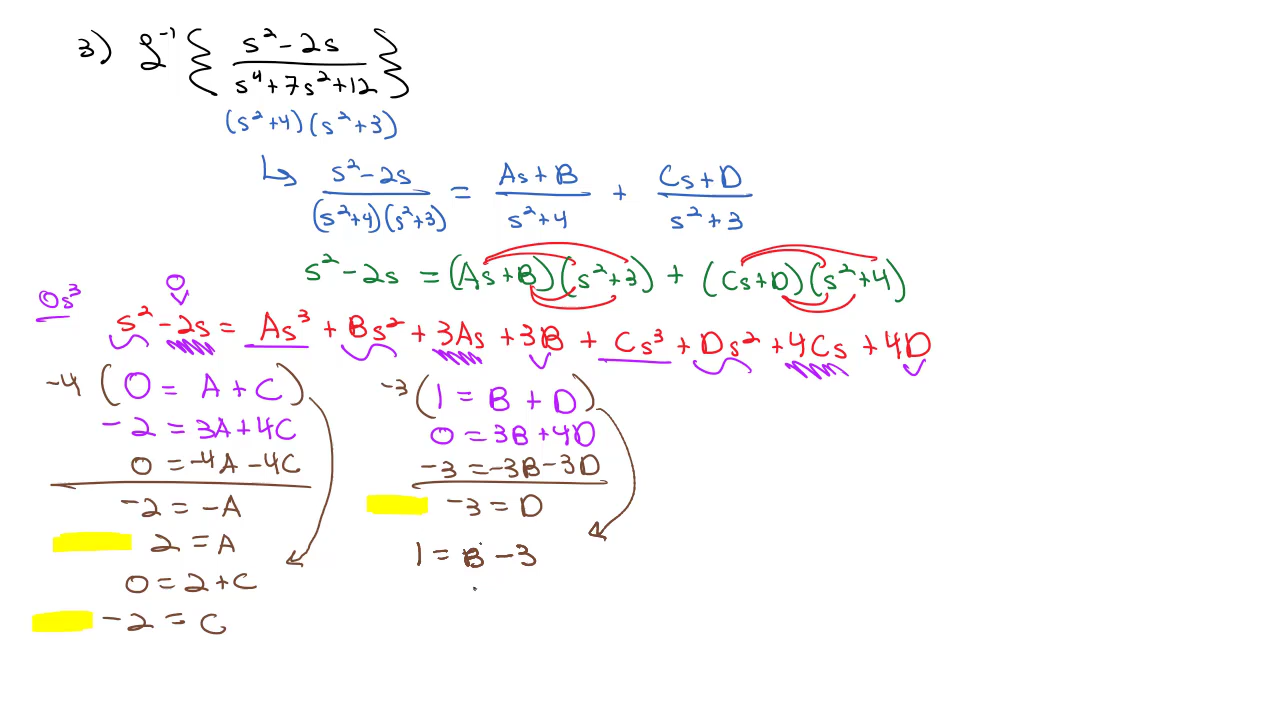 3) ℒ⁻¹ { (s² - 2s) / (s⁴ + 7s² + 12) }
(s² + 4)(s² + 3)
↳ (s² - 2s) / ((s² + 4)(s² + 3)) = (As + B) / (s² + 4) + (Cs + D) / (s² + 3)
s² - 2s = (As + B)(s² + 3) + (Cs + D)(s² + 4)
0s³ 0
s² - 2s = As³ + Bs² + 3As + 3B + Cs³ + Ds² + 4Cs + 4D
-4 (0 = A + C)
-2 = 3A + 4C
0 = -4A - 4C
-2 = -A
2 = A
0 = 2 + C
-2 = C
-3 (1 = B + D)
0 = 3B + 4D
-3 = -3B - 3D
-3 = D
1 = B - 3